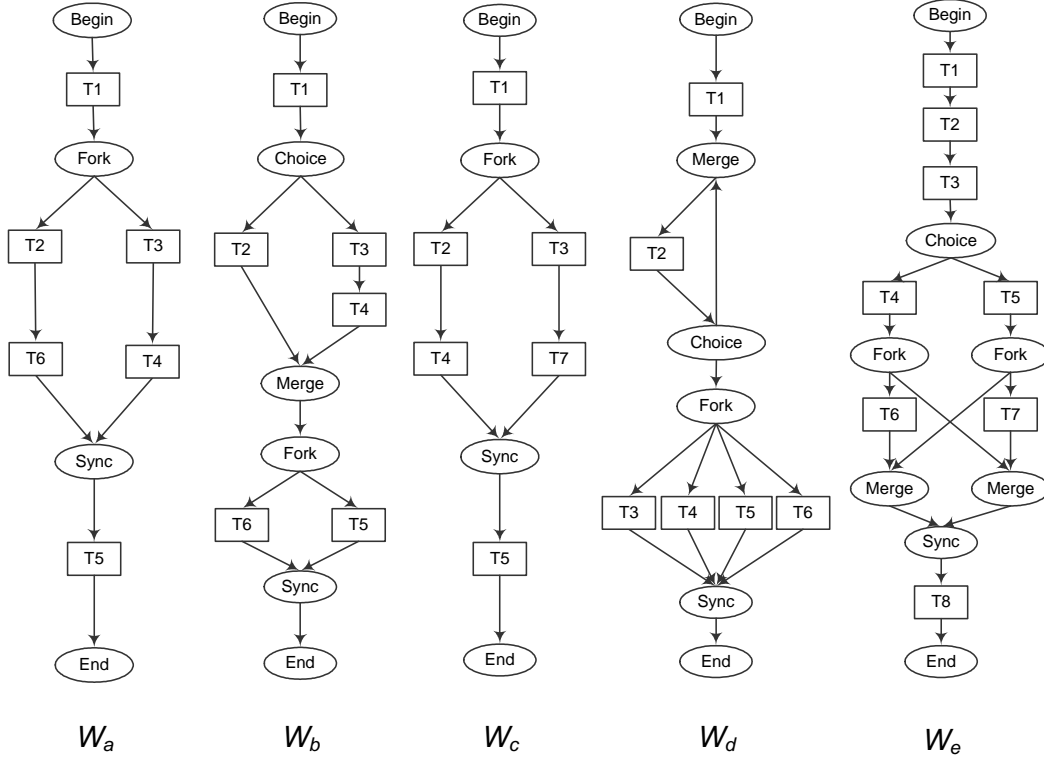 Begin
T1
Fork
T2 T3
T6 T4
Sync
T5
End
Wa
Begin
T1
Choice
T2 T3
T4
Merge
Fork
T6 T5
Sync
End
Wb
Begin
T1
Fork
T2 T3
T4 T7
Sync
T5
End
Wc
Begin
T1
Merge
T2
Choice
Fork
T3 T4 T5 T6
Sync
End
Wd
Begin
T1
T2
T3
Choice
T4 T5
Fork Fork
T6 T7
Merge Merge
Sync
T8
End
We